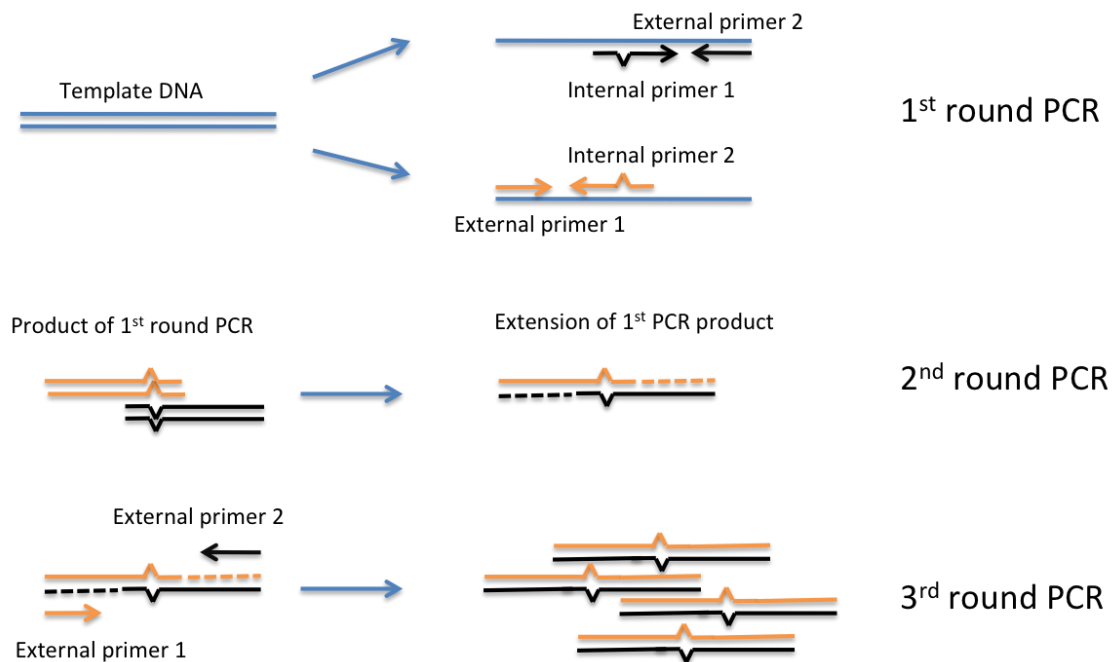 External primer 2
Template DNA
Internal primer 1
1st round PCR
Internal primer 2
External primer 1
Product of 1st round PCR
Extension of 1st PCR product
2nd round PCR
External primer 2
3rd round PCR
External primer 1